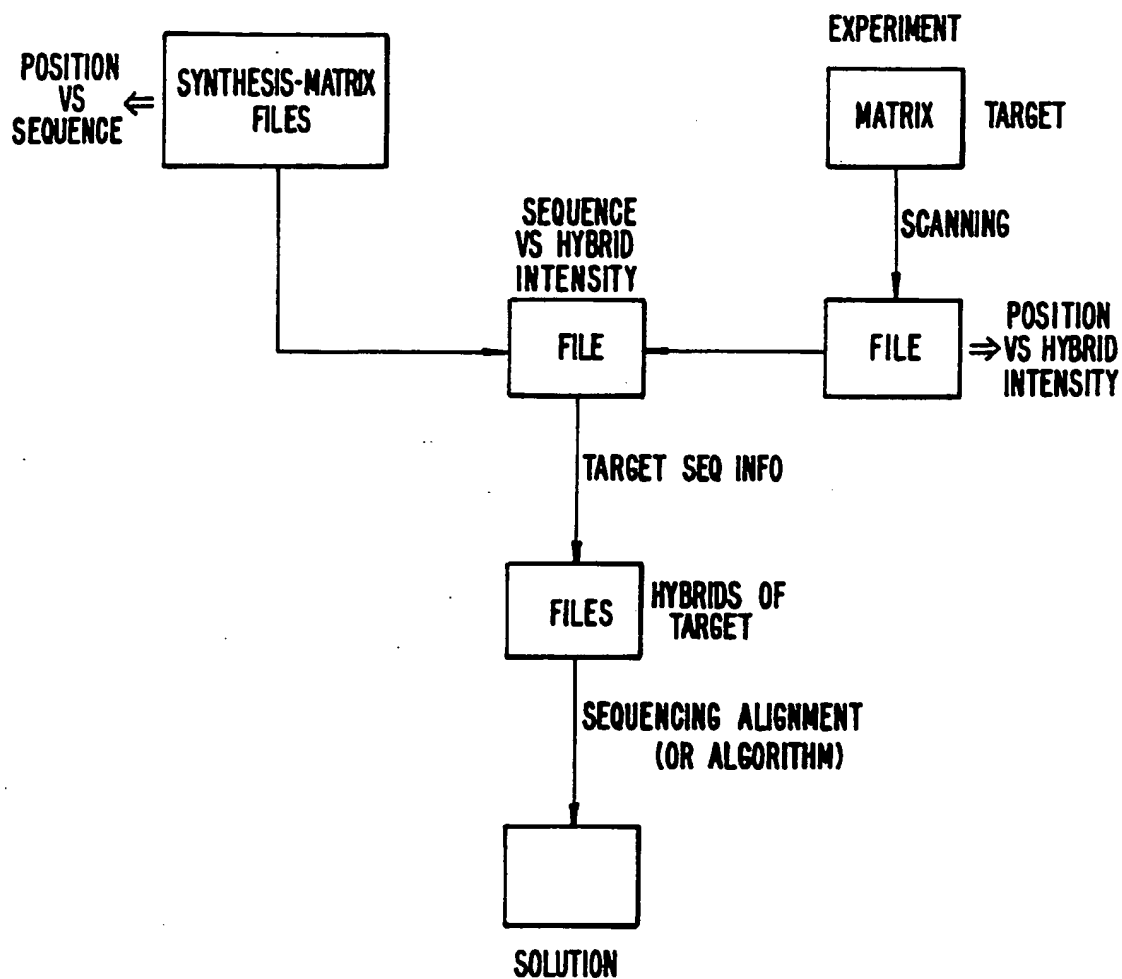 EXPERIMENT
POSITION
VS
SEQUENCE
⇐
SYNTHESIS-MATRIX
FILES
MATRIX
TARGET
SCANNING
SEQUENCE
VS HYBRID
INTENSITY
FILE
FILE
⇒
POSITION
VS HYBRID
INTENSITY
TARGET SEQ INFO
FILES
HYBRIDS OF
TARGET
SEQUENCING ALIGNMENT
(OR ALGORITHM)
SOLUTION